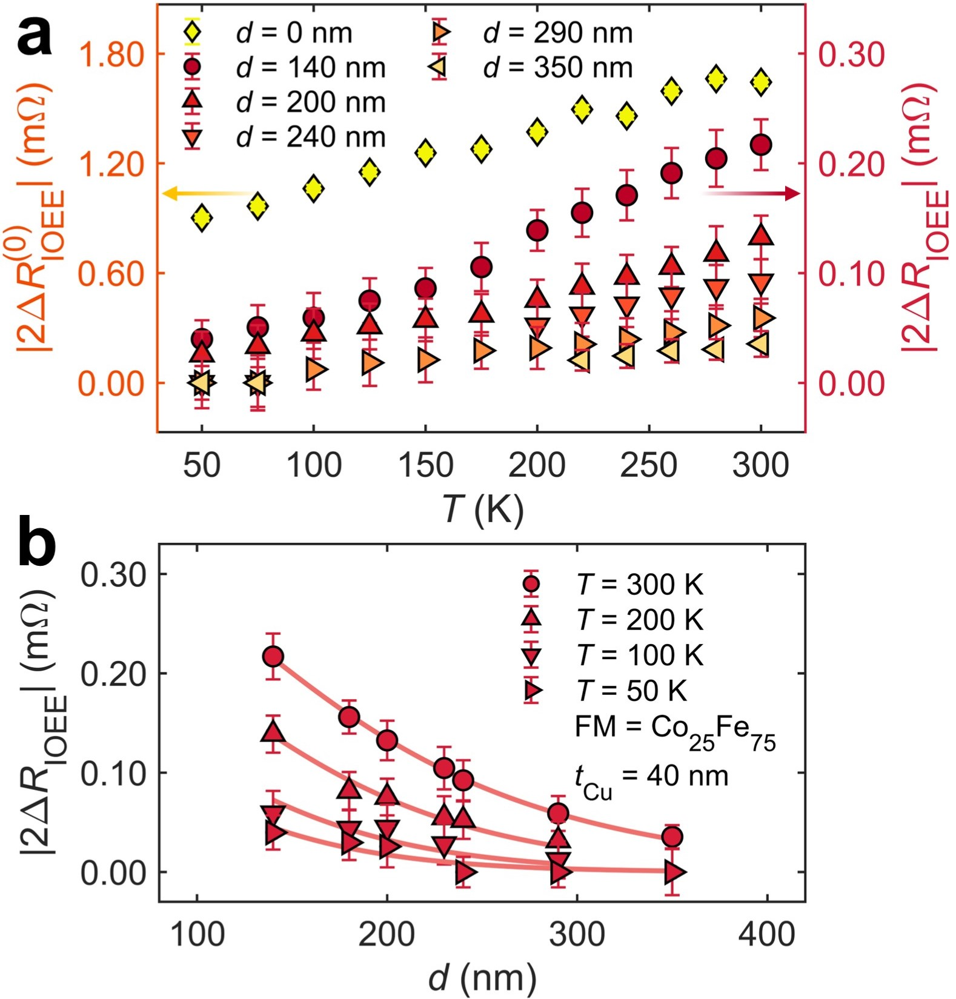 a
d = 0 nm
d = 140 nm
d = 200 nm
d = 240 nm
d = 290 nm
d = 350 nm
|2ΔR(0)IOEE| (mΩ)
1.80
1.20
0.60
0.00
|2ΔRIOEE| (mΩ)
0.30
0.20
0.10
0.00
50 100 150 200 250 300
T (K)
b
|2ΔRIOEE| (mΩ)
0.30
0.20
0.10
0.00
T = 300 K
T = 200 K
T = 100 K
T = 50 K
FM = Co25Fe75
tCu = 40 nm
100 200 300 400
d (nm)